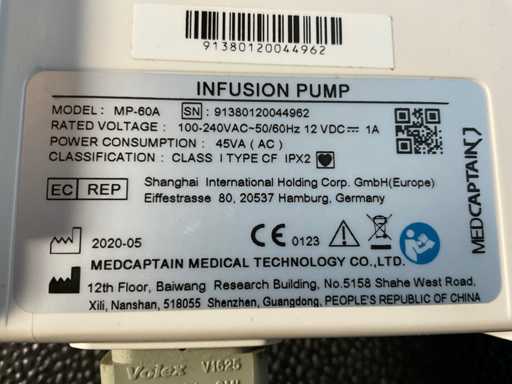 91380120044962
INFUSION PUMP
MODEL : MP-60A SN : 91380120044962
RATED VOLTAGE : 100-240VAC~50/60Hz 12 VDC⎓ 1A
POWER CONSUMPTION : 45VA ( AC )
CLASSIFICATION : CLASS I TYPE CF IPX2
MEDCAPTAIN
EC REP
Shanghai International Holding Corp. GmbH(Europe)
Eiffestrasse 80, 20537 Hamburg, Germany
2020-05
CE 0123
MEDCAPTAIN MEDICAL TECHNOLOGY CO.,LTD.
12th Floor, Baiwang Research Building, No.5158 Shahe West Road,
Xili, Nanshan, 518055 Shenzhen, Guangdong, PEOPLE'S REPUBLIC OF CHINA
Volex V1625